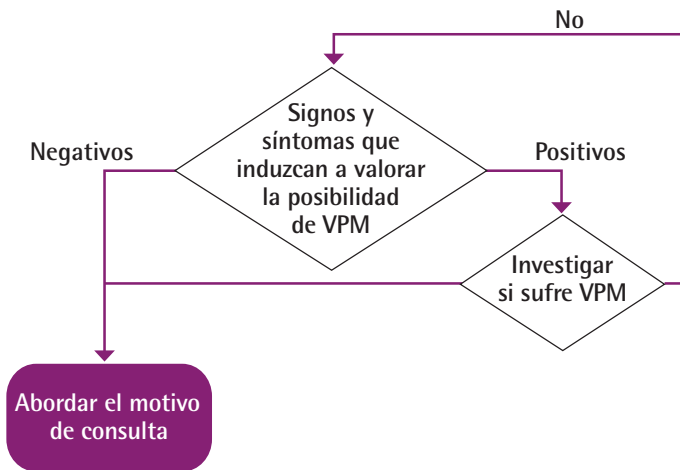 No
Signos y
síntomas que
induzcan a valorar
la posibilidad
de VPM
Negativos
Positivos
Investigar
si sufre VPM
Abordar el motivo
de consulta